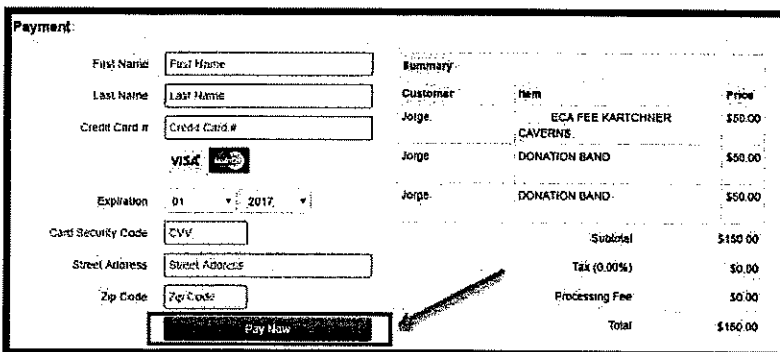 Payment:
First Name First Name
Last Name Last Name
Credit Card # Credit Card #
VISA
Expiration 01 2017
Card Security Code CVV
Street Address Street Address
Zip Code Zip Code
Pay Now
Summary
Customer Item Price
Jorge ECA FEE KARTCHNER CAVERNS $50.00
Jorge DONATION BAND $50.00
Jorge DONATION BAND $50.00
Subtotal $150.00
Tax (0.00%) $0.00
Processing Fee $0.00
Total $150.00